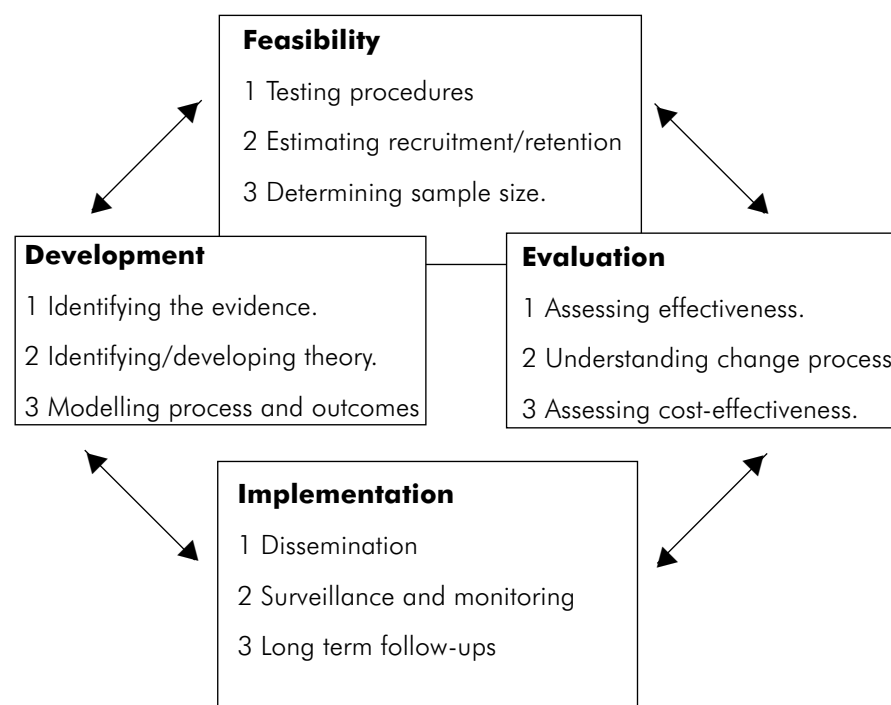 Feasibility
1 Testing procedures
2 Estimating recruitment/retention
3 Determining sample size.
Development
1 Identifying the evidence.
2 Identifying/developing theory.
3 Modelling process and outcomes
Evaluation
1 Assessing effectiveness.
2 Understanding change process
3 Assessing cost-effectiveness.
Implementation
1 Dissemination
2 Surveillance and monitoring
3 Long term follow-ups